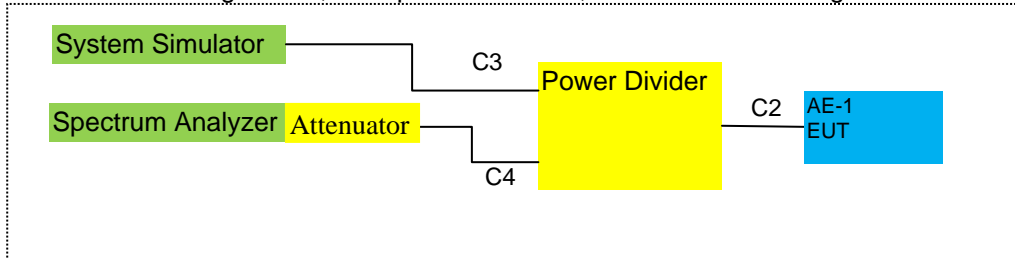 System Simulator
C3
Power Divider
Spectrum Analyzer
Attenuator
C4
C2
AE-1
EUT